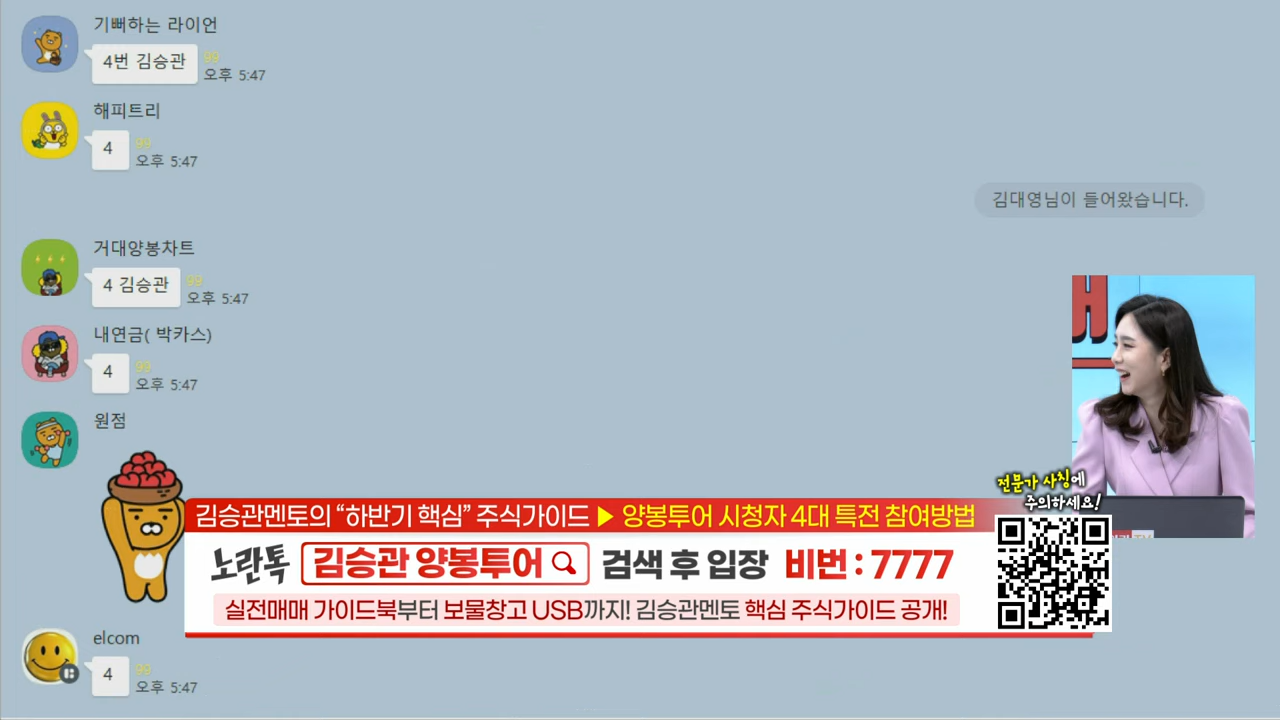 기뻐하는 라이언
4번 김승관
99
오후 5:47
해피트리
4
99
오후 5:47
김대영님이 들어왔습니다.
거대양봉차트
4 김승관
99
오후 5:47
내연금( 박카스)
4
99
오후 5:47
원점
전문가 사칭에
주의하세요!
김승관멘토의 “하반기 핵심” 주식가이드 ▶ 양봉투어 시청자 4대 특전 참여방법
노란톡 김승관 양봉투어 검색 후 입장 비번 : 7777
실전매매 가이드북부터 보물창고 USB까지! 김승관멘토 핵심 주식가이드 공개!
elcom
4
99
오후 5:47